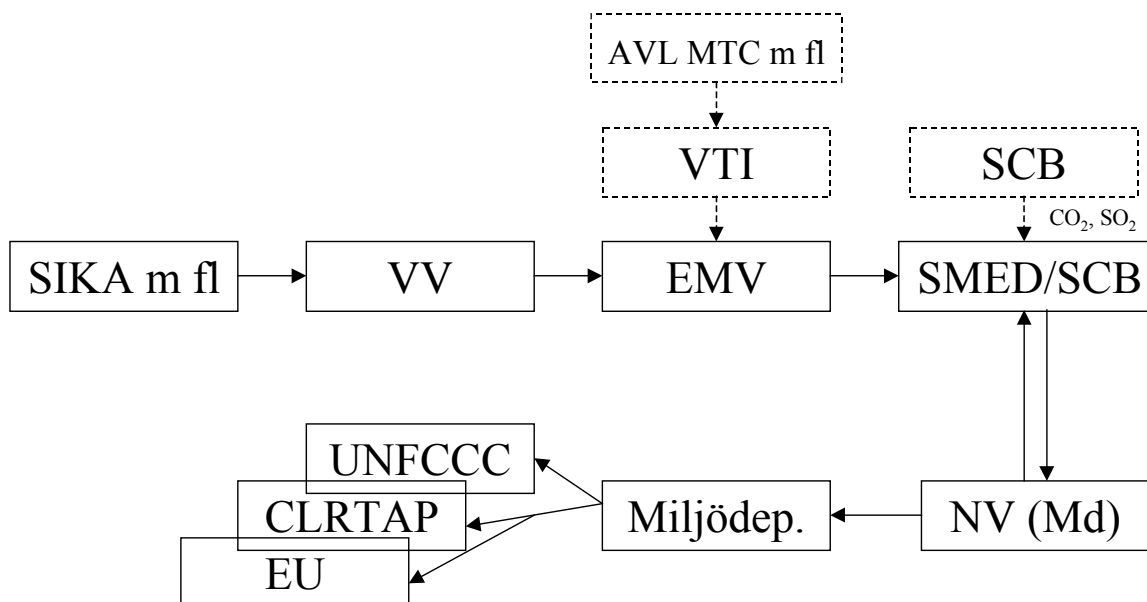 AVL MTC m fl
VTI
SCB
CO₂, SO₂
SIKA m fl
VV
EMV
SMED/SCB
UNFCCC
CLRTAP
EU
Miljödep.
NV (Md)